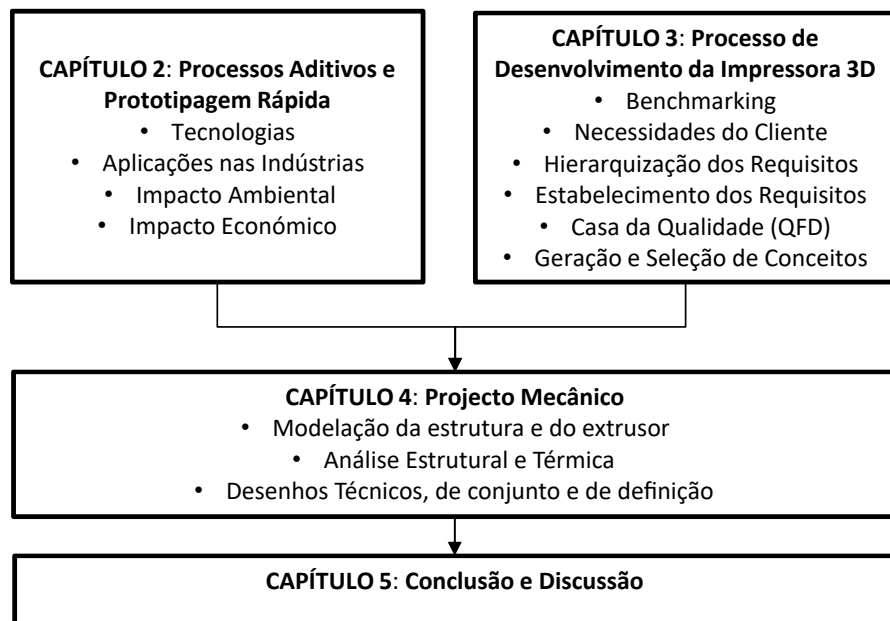 CAPÍTULO 2: Processos Aditivos e
Prototipagem Rápida
• Tecnologias
• Aplicações nas Indústrias
• Impacto Ambiental
• Impacto Económico
CAPÍTULO 3: Processo de
Desenvolvimento da Impressora 3D
• Benchmarking
• Necessidades do Cliente
• Hierarquização dos Requisitos
• Estabelecimento dos Requisitos
• Casa da Qualidade (QFD)
• Geração e Seleção de Conceitos
CAPÍTULO 4: Projecto Mecânico
• Modelação da estrutura e do extrusor
• Análise Estrutural e Térmica
• Desenhos Técnicos, de conjunto e de definição
CAPÍTULO 5: Conclusão e Discussão